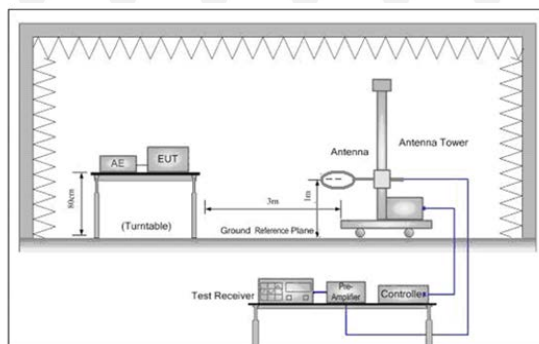 AE
EUT
80cm
(Turntable)
3m
Ground Reference Plane
1m
Antenna
Antenna Tower
Test Receiver
Pre-
Amplifier
Controller